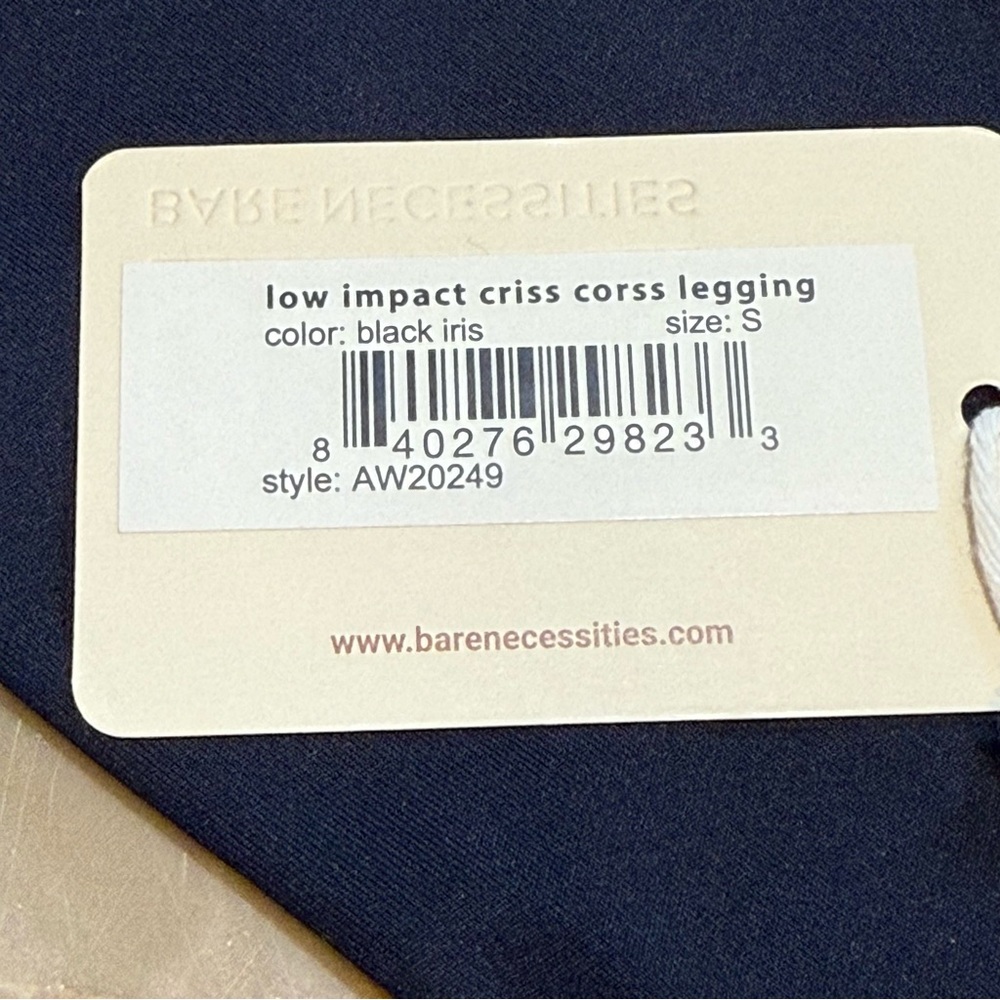 BARE NECESSITIES
low impact criss corss legging
color: black iris size: S
8 40276 29823 3
style: AW20249
www.barenecessities.com